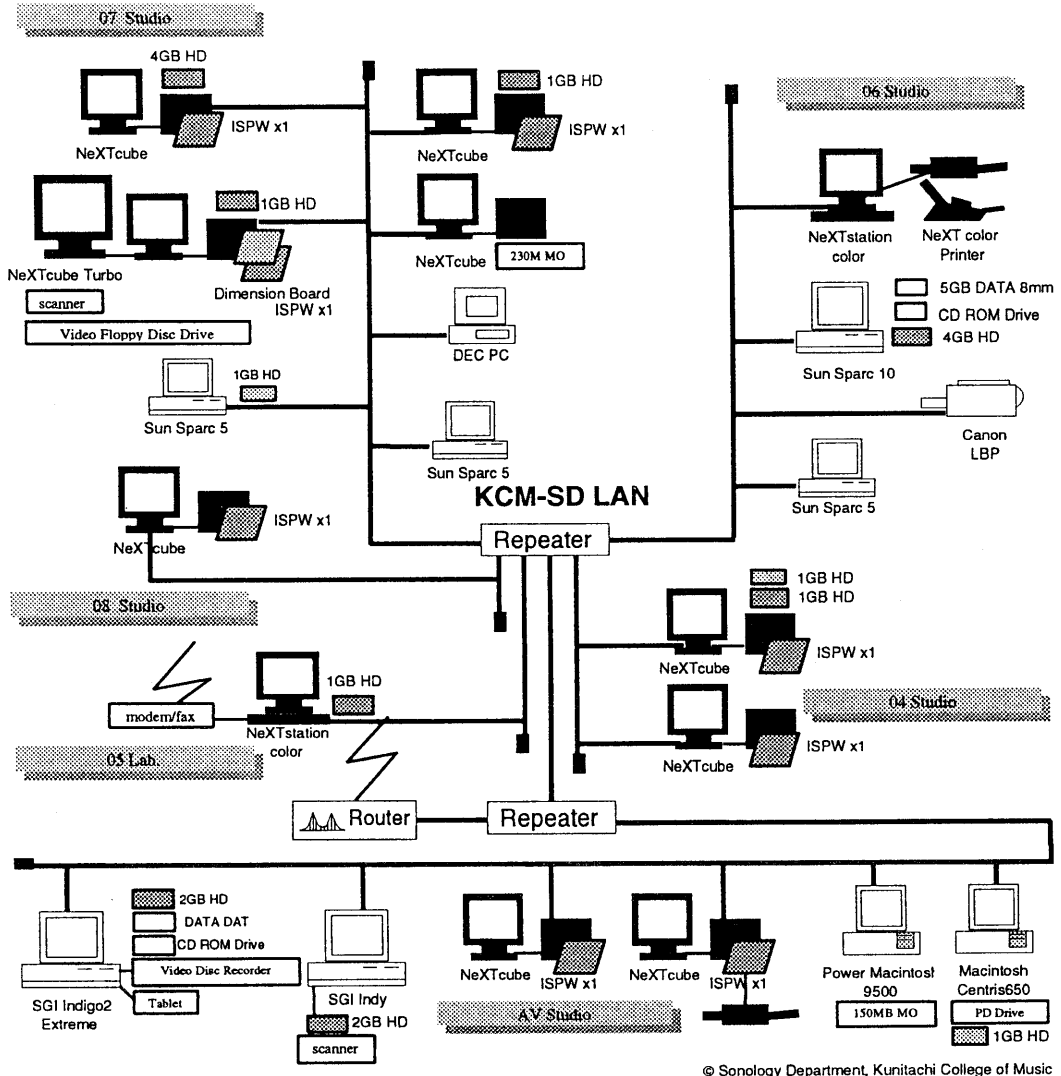 07 Studio
4GB HD
ISPW x1
NeXTcube
1GB HD
ISPW x1
NeXTcube
06 Studio
NeXTstation
color
NeXT color
Printer
1GB HD
NeXTcube Turbo
Dimension Board
ISPW x1
scanner
Video Floppy Disc Drive
NeXTcube
230M MO
DEC PC
5GB DATA 8mm
CD ROM Drive
4GB HD
Sun Sparc 10
1GB HD
Sun Sparc 5
Sun Sparc 5
Canon
LBP
Sun Sparc 5
ISPW x1
NeXTcube
KCM-SD LAN
Repeater
08 Studio
1GB HD
1GB HD
ISPW x1
NeXTcube
1GB HD
modem/fax
NeXTstation
color
04 Studio
ISPW x1
NeXTcube
05 Lab.
Router
Repeater
2GB HD
DATA DAT
CD ROM Drive
Video Disc Recorder
Tablet
SGI Indigo2
Extreme
SGI Indy
2GB HD
scanner
NeXTcube
ISPW x1
NeXTcube
ISPW x1
AV Studio
Power Macintosh
9500
150MB MO
Macintosh
Centris650
PD Drive
1GB HD
© Sonology Department, Kunitachi College of Music